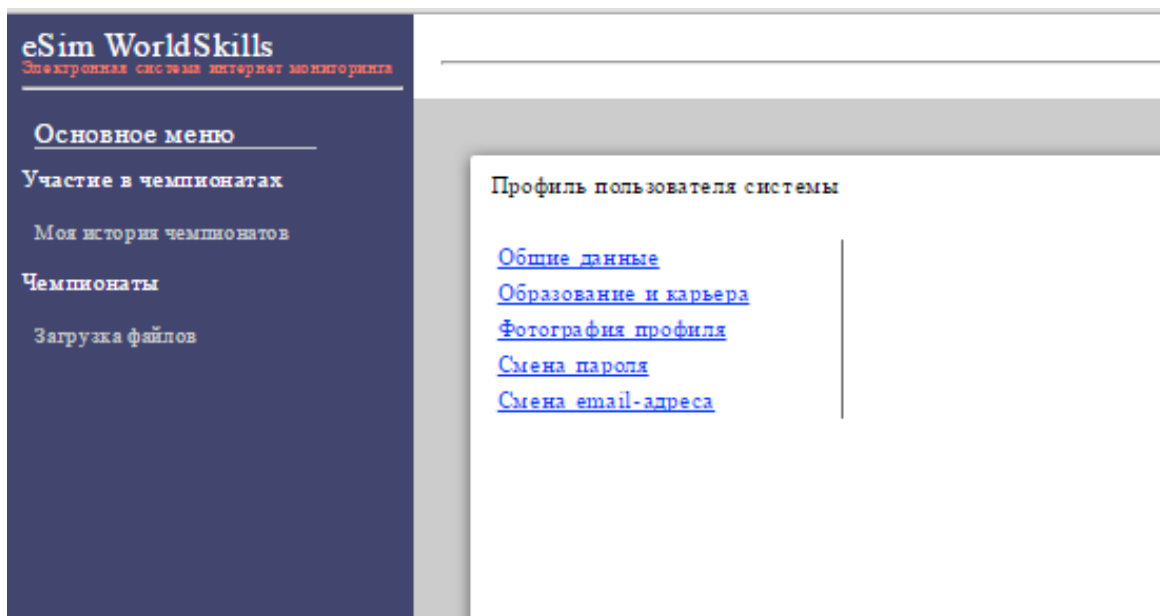 eSim WorldSkills
Электронная система интернет мониторинга
Основное меню
Участие в чемпионатах
Моя история чемпионатов
Чемпионаты
Загрузка файлов
Профиль пользователя системы
Общие данные
Образование и карьера
Фотография профиля
Смена пароля
Смена email-адреса